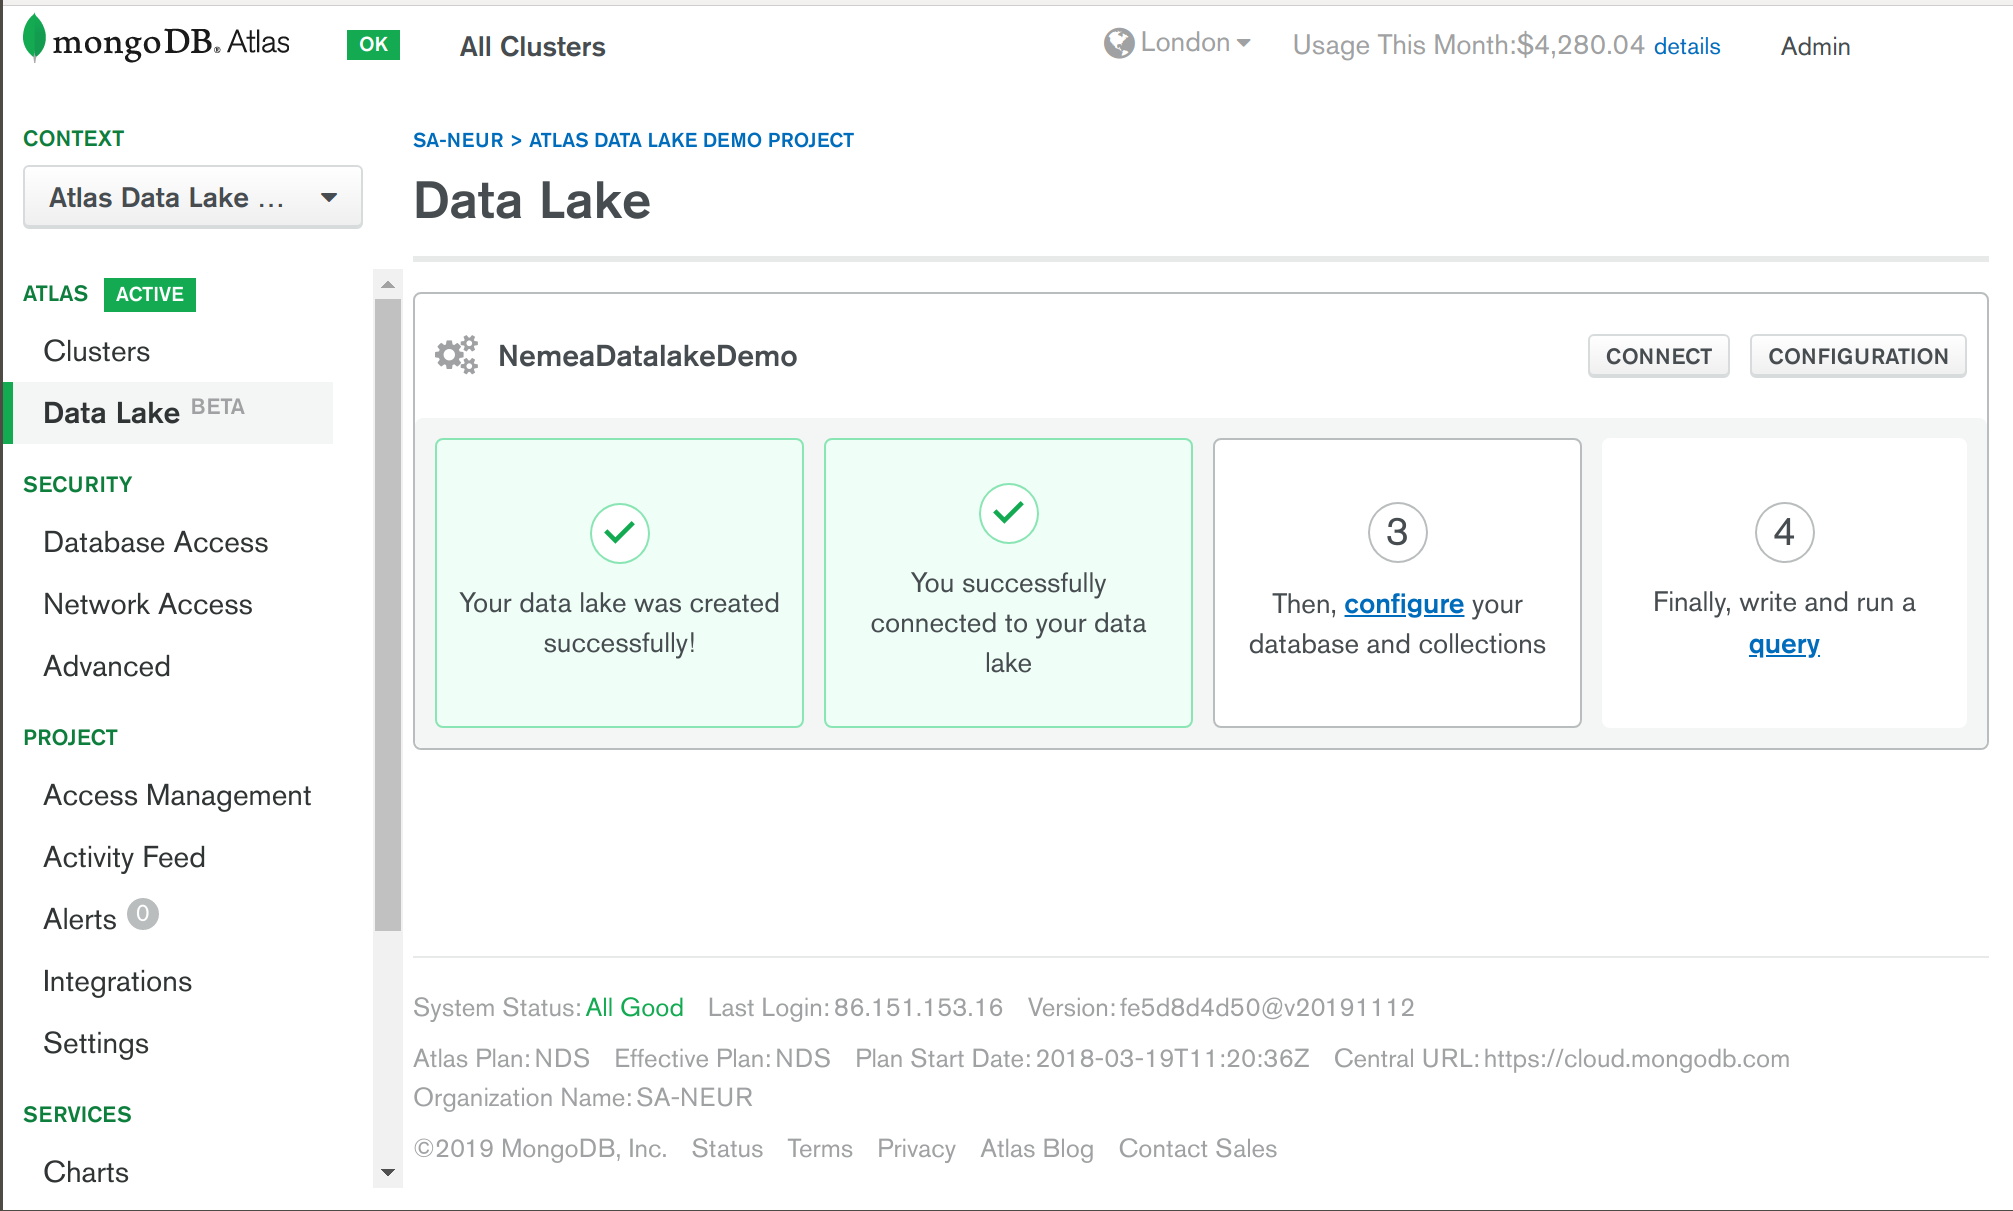 mongoDB. Atlas
OK
All Clusters
London
Usage This Month:$4,280.04 details
Admin
CONTEXT
Atlas Data Lake ...
ATLAS ACTIVE
Clusters
Data Lake BETA
SECURITY
Database Access
Network Access
Advanced
PROJECT
Access Management
Activity Feed
Alerts 0
Integrations
Settings
SERVICES
Charts
SA-NEUR > ATLAS DATA LAKE DEMO PROJECT
Data Lake
NemeaDatalakeDemo
CONNECT
CONFIGURATION
Your data lake was created
successfully!
You successfully
connected to your data
lake
3
Then, configure your
database and collections
4
Finally, write and run a
query
System Status: All Good Last Login: 86.151.153.16 Version: fe5d8d4d50@v20191112
Atlas Plan: NDS Effective Plan: NDS Plan Start Date: 2018-03-19T11:20:36Z Central URL: https://cloud.mongodb.com
Organization Name: SA-NEUR
©2019 MongoDB, Inc. Status Terms Privacy Atlas Blog Contact Sales